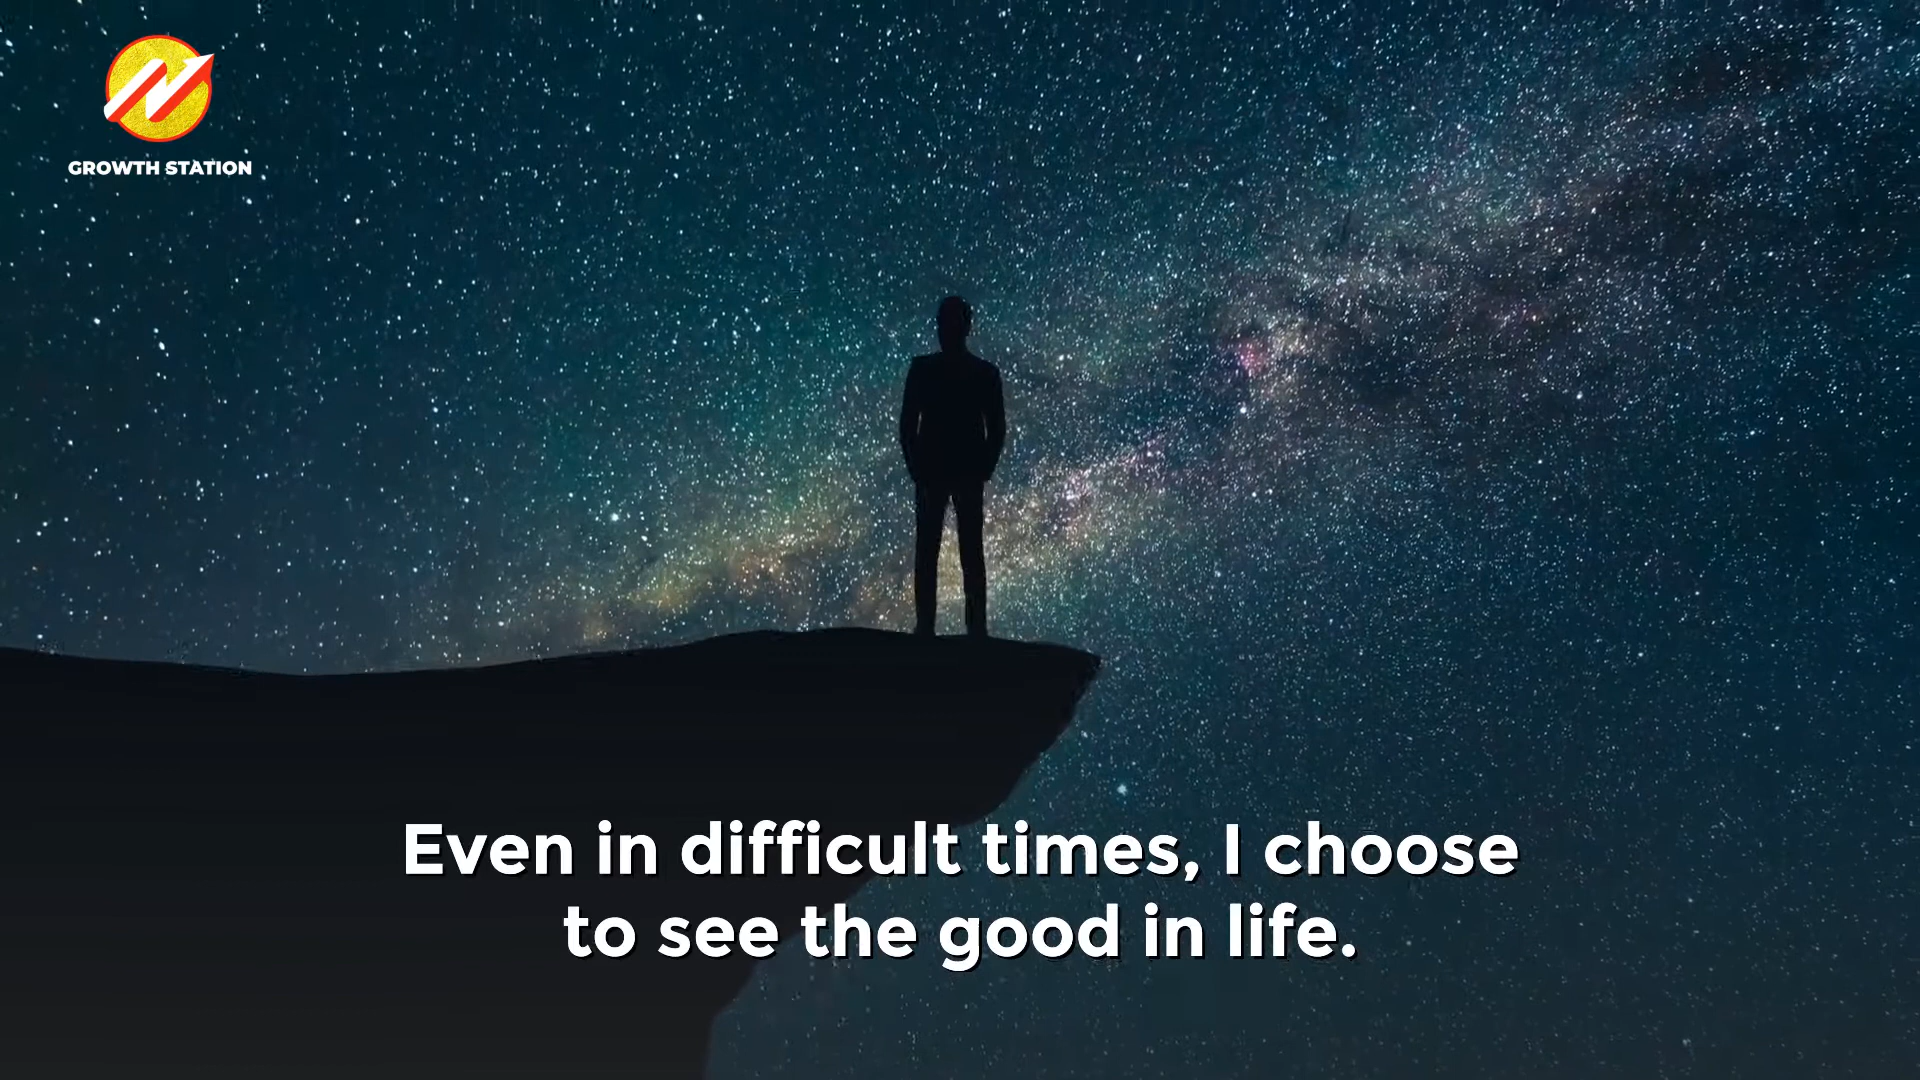 GROWTH STATION
Even in difficult times, I choose
to see the good in life.